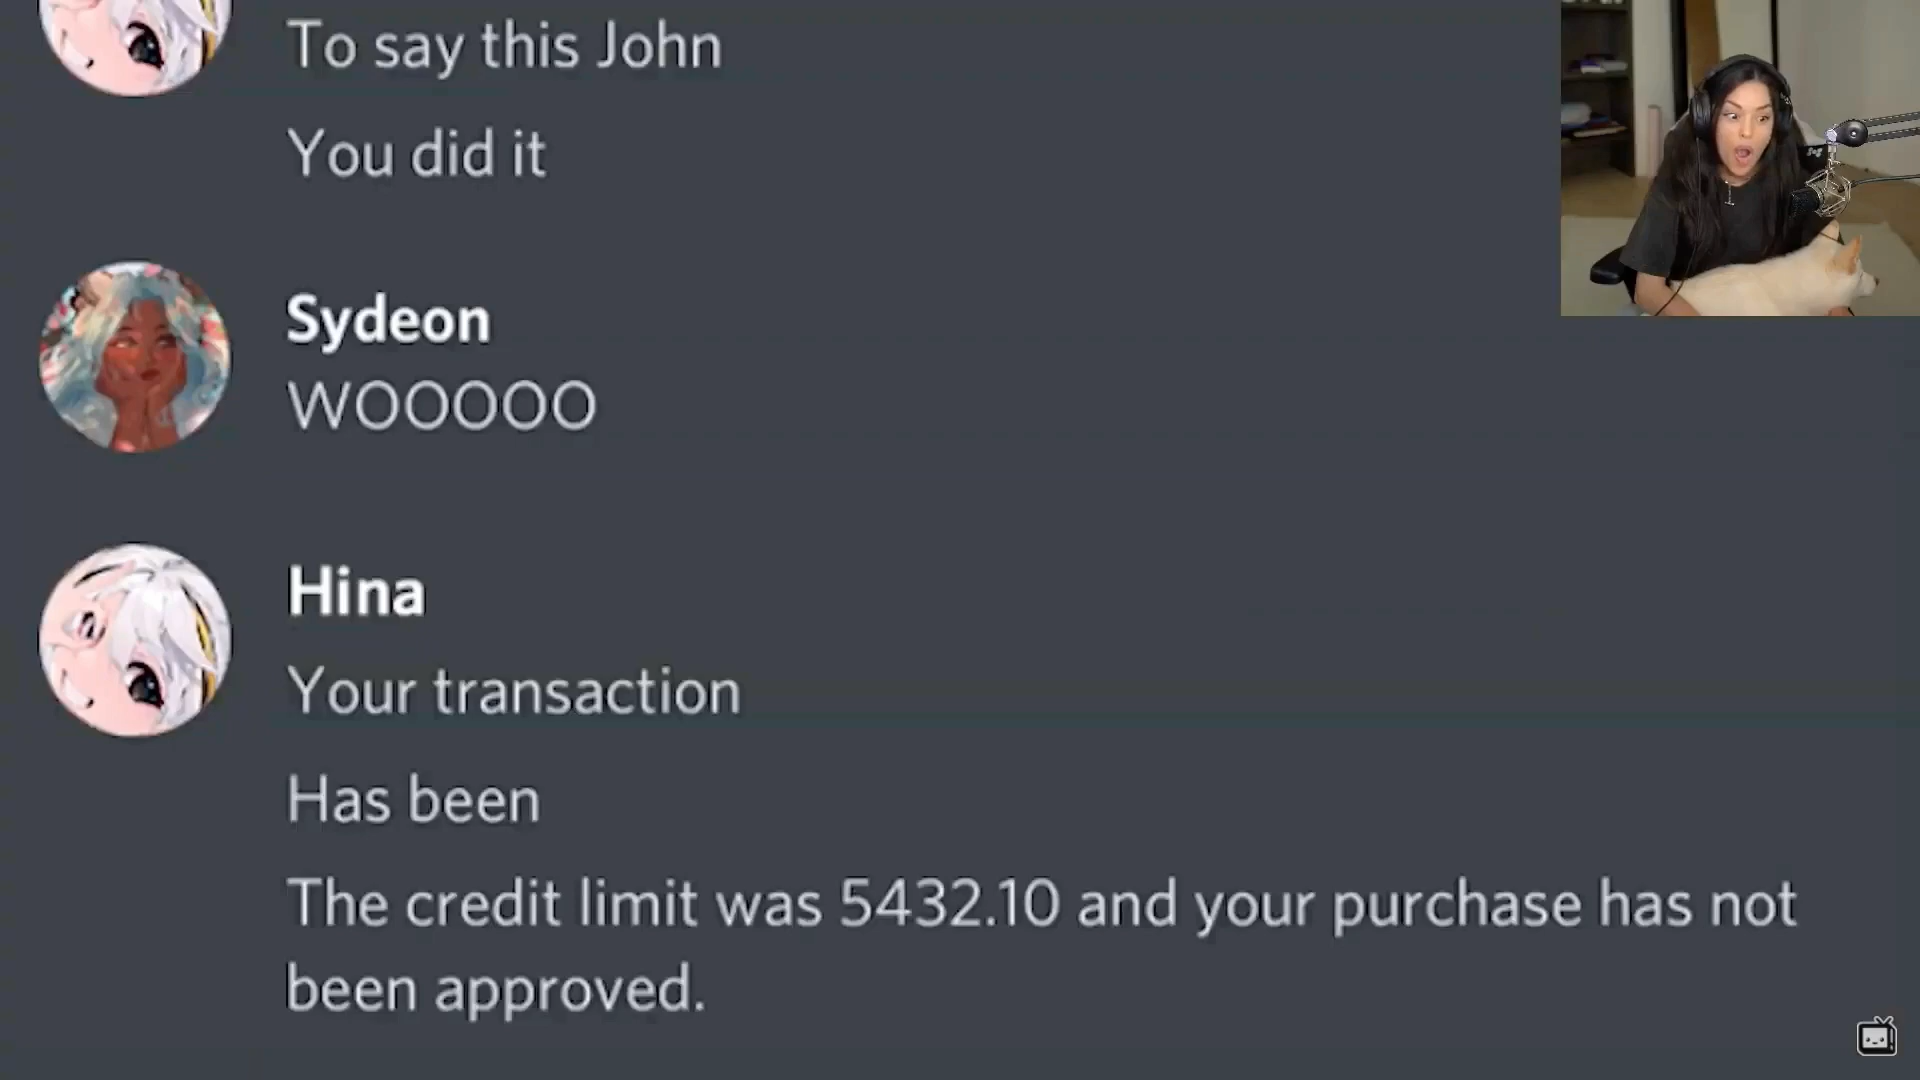 To say this John
You did it
Sydeon
WOOOOO
Hina
Your transaction
Has been
The credit limit was 5432.10 and your purchase has not
been approved.